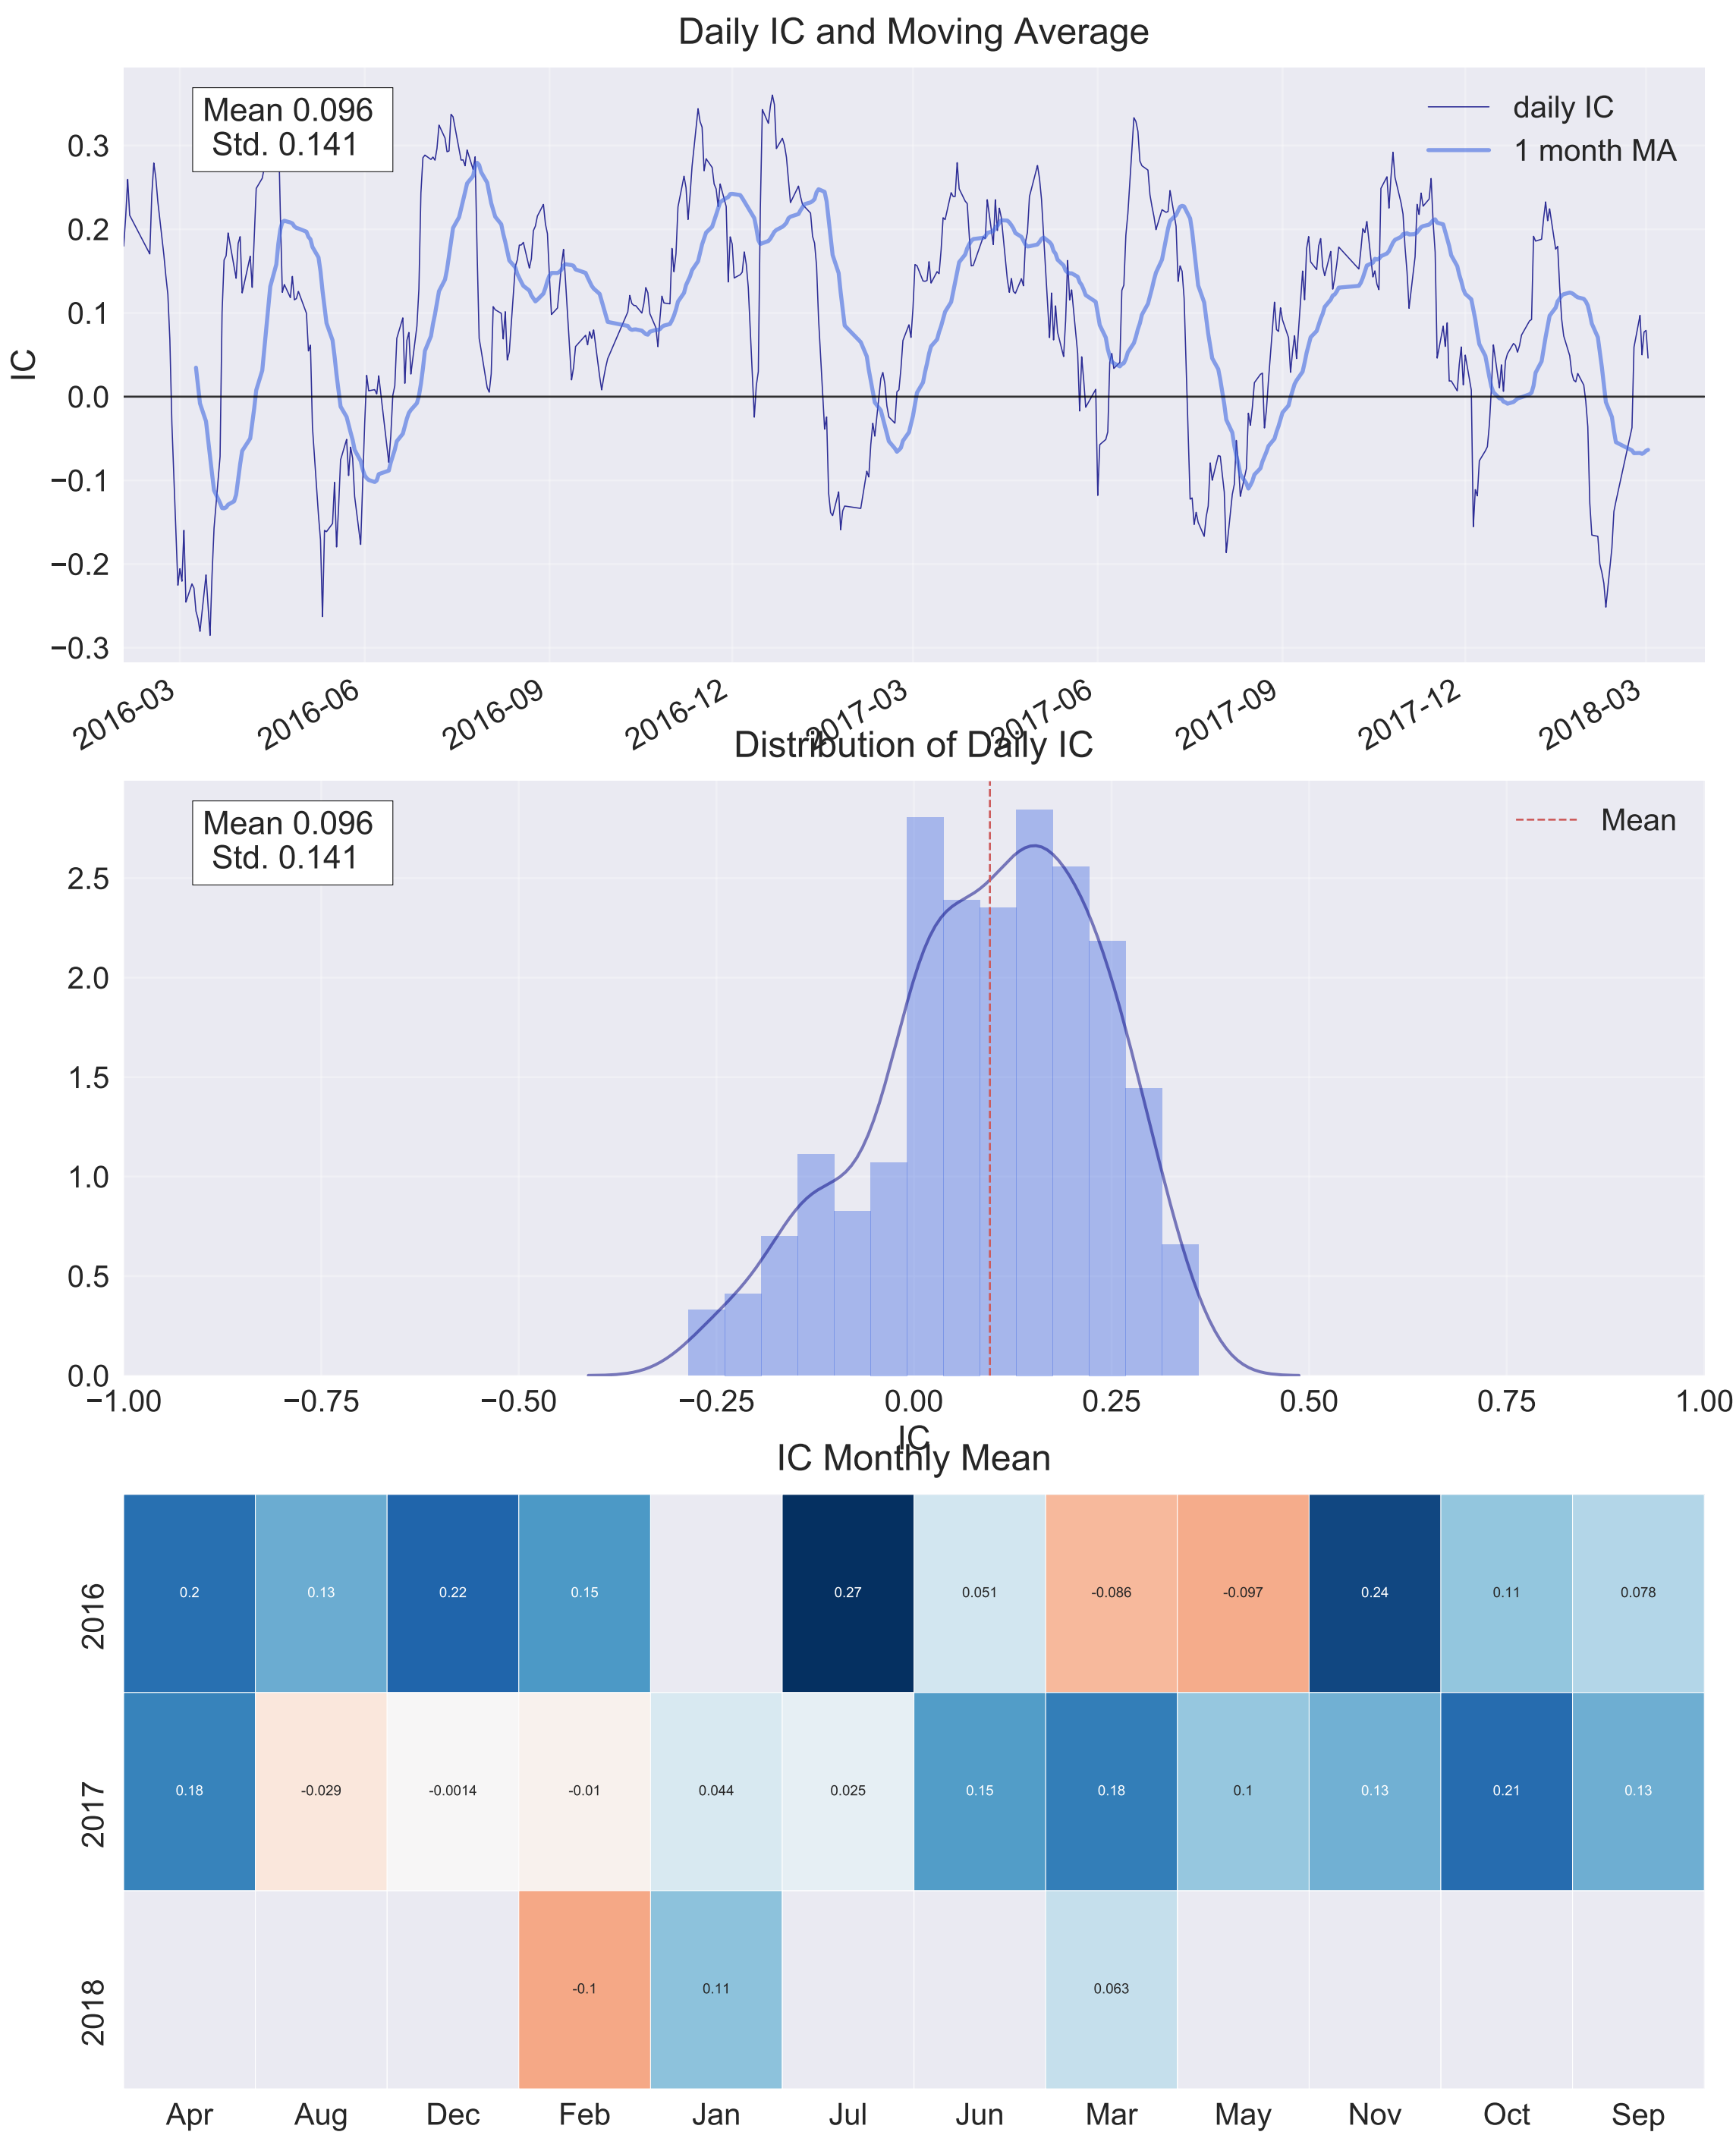 Daily IC and Moving Average
Mean 0.096
Std. 0.141
daily IC
1 month MA
IC
0.3
0.2
0.1
0.0
−0.1
−0.2
−0.3
2016-03
2016-06
2016-09
2016-12
2017-03
2017-06
2017-09
2017-12
2018-03
Distribution of Daily IC
Mean 0.096
Std. 0.141
Mean
2.5
2.0
1.5
1.0
0.5
0.0
−1.00 −0.75 −0.50 −0.25 0.00 0.25 0.50 0.75 1.00
IC
IC Monthly Mean
2016
0.2 0.13 0.22 0.15 0.27 0.051 -0.086 -0.097 0.24 0.11 0.078
2017
0.18 -0.029 -0.0014 -0.01 0.044 0.025 0.15 0.18 0.1 0.13 0.21 0.13
2018
-0.1 0.11 0.063
Apr Aug Dec Feb Jan Jul Jun Mar May Nov Oct Sep